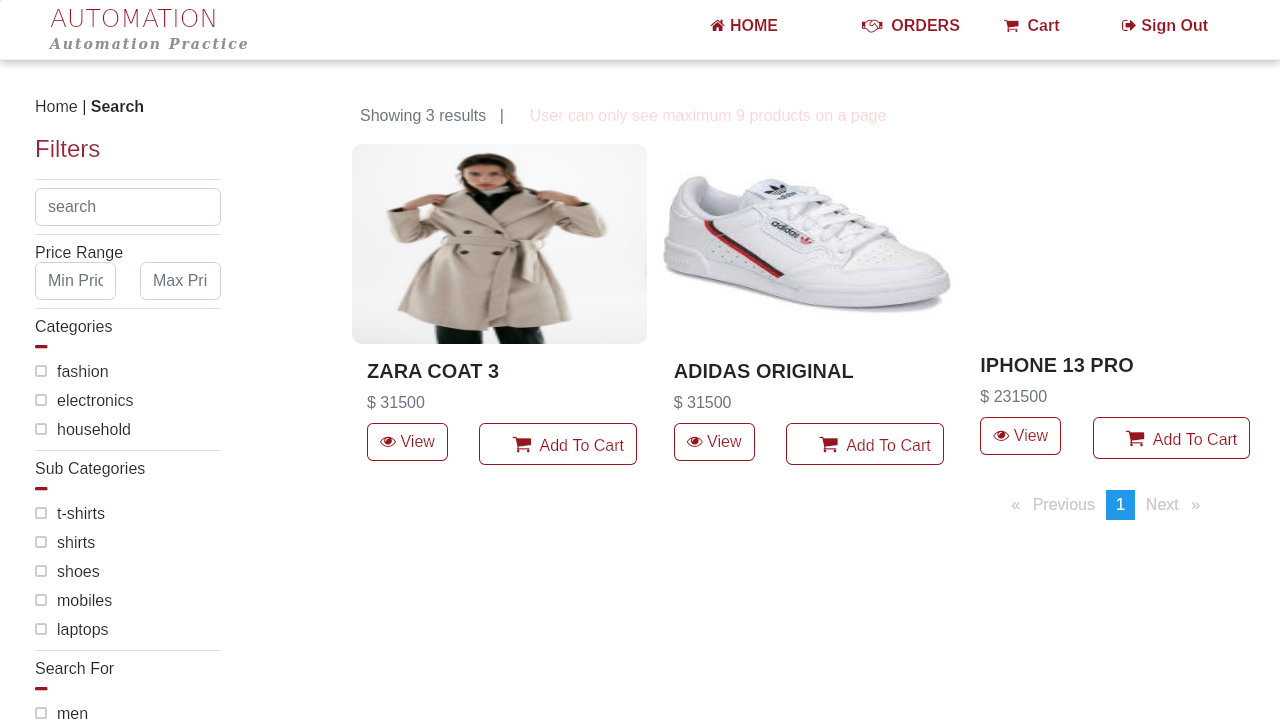 AUTOMATION
Automation Practice
HOME
ORDERS
Cart
Sign Out
Home | Search
Filters
search
Price Range
Min Pric
Max Pri
Categories
fashion
electronics
household
Sub Categories
t-shirts
shirts
shoes
mobiles
laptops
Search For
men
Showing 3 results | User can only see maximum 9 products on a page
adidas
adidas
ZARA COAT 3
$ 31500
View
Add To Cart
ADIDAS ORIGINAL
$ 31500
View
Add To Cart
IPHONE 13 PRO
$ 231500
View
Add To Cart
« Previous 1 Next »